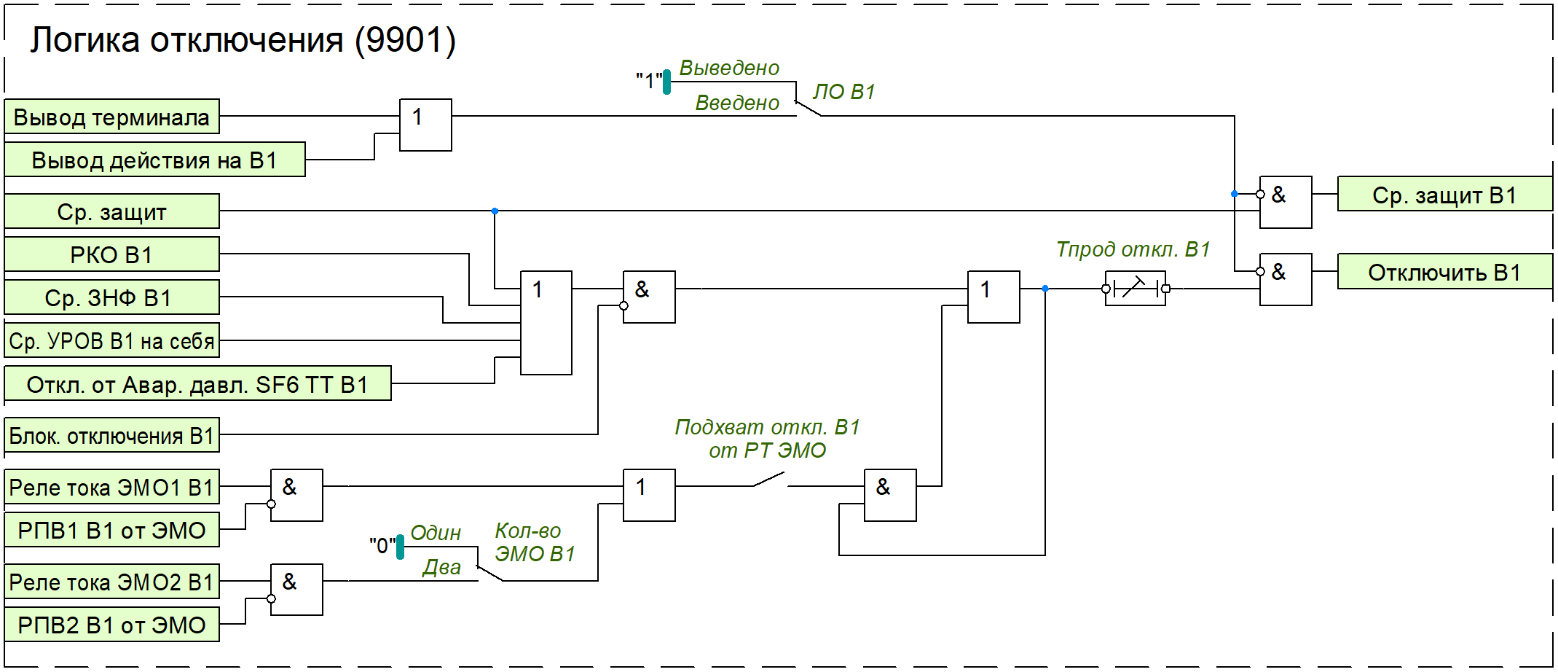 Логика отключения (9901)
"1"
Выведено
Введено
ЛО В1
Вывод терминала
1
Вывод действия на В1
Ср. защит
&
Ср. защит В1
РКО В1
Тпрод откл. В1
&
Отключить В1
Ср. ЗНФ В1
1
&
1
Ср. УРОВ В1 на себя
Откл. от Авар. давл. SF6 ТТ В1
Блок. отключения В1
Подхват откл. В1
от РТ ЭМО
Реле тока ЭМО1 В1
&
1
&
РПВ1 В1 от ЭМО
"0"
Один
Два
Кол-во
ЭМО В1
Реле тока ЭМО2 В1
&
РПВ2 В1 от ЭМО